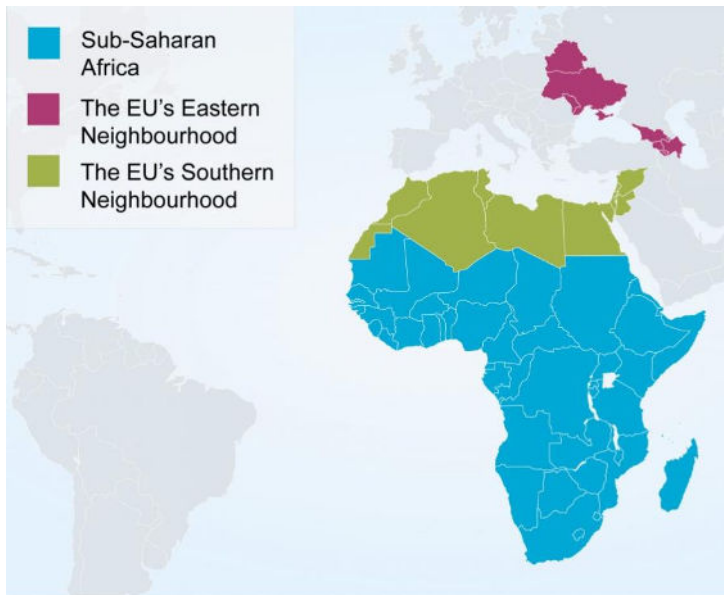 Sub-Saharan
Africa
The EU's Eastern
Neighbourhood
The EU's Southern
Neighbourhood